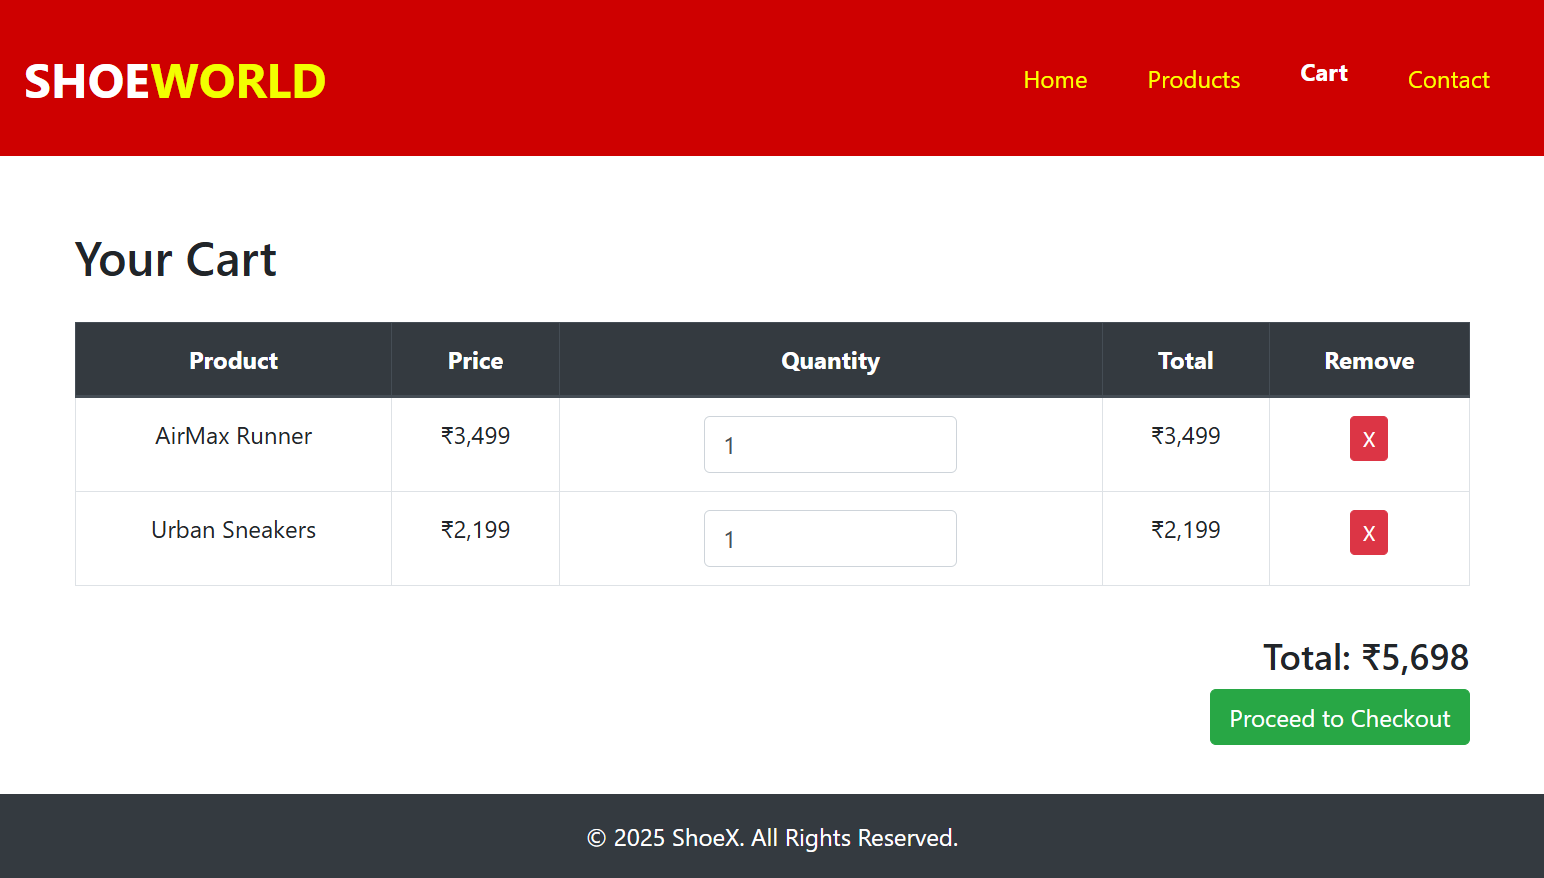 SHOEWORLD
Home Products Cart Contact
Your Cart
Product Price Quantity Total Remove
AirMax Runner ₹3,499 1 ₹3,499 X
Urban Sneakers ₹2,199 1 ₹2,199 X
Total: ₹5,698
Proceed to Checkout
© 2025 ShoeX. All Rights Reserved.